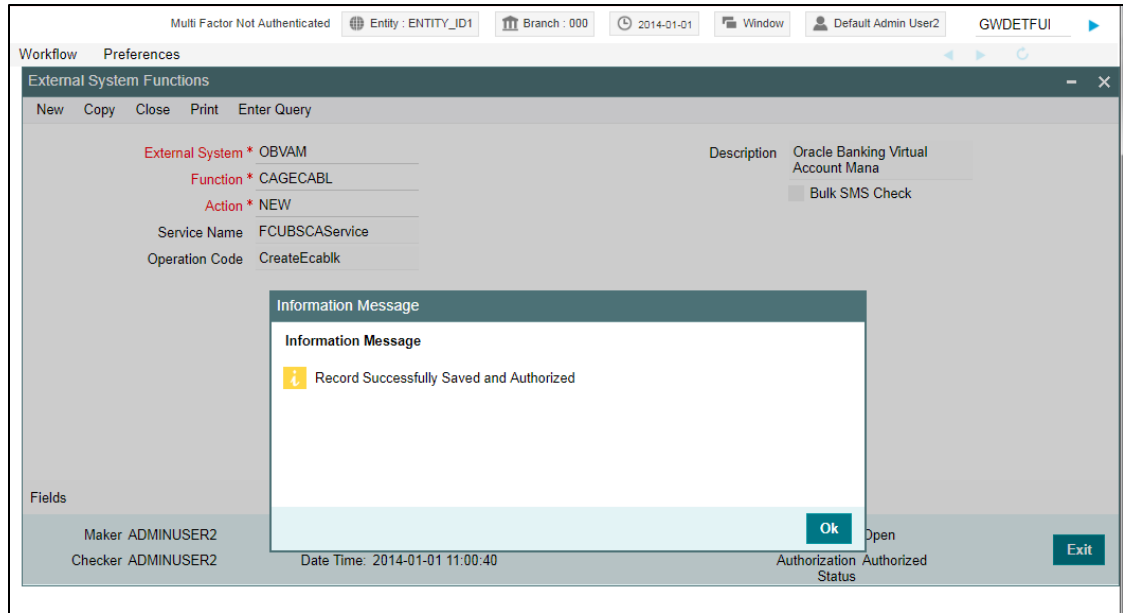 Multi Factor Not Authenticated Entity : ENTITY_ID1 Branch : 000 2014-01-01 Window Default Admin User2 GWDETFUI
Workflow Preferences
External System Functions
New Copy Close Print Enter Query
External System * OBVAM
Description Oracle Banking Virtual
Account Mana
Function * CAGECABL
Bulk SMS Check
Action * NEW
Service Name FCUBSCAService
Operation Code CreateEcablk
Information Message
Information Message
Record Successfully Saved and Authorized
Ok
Fields
Maker ADMINUSER2
Open
Checker ADMINUSER2 Date Time: 2014-01-01 11:00:40 Authorization Authorized
Status
Exit